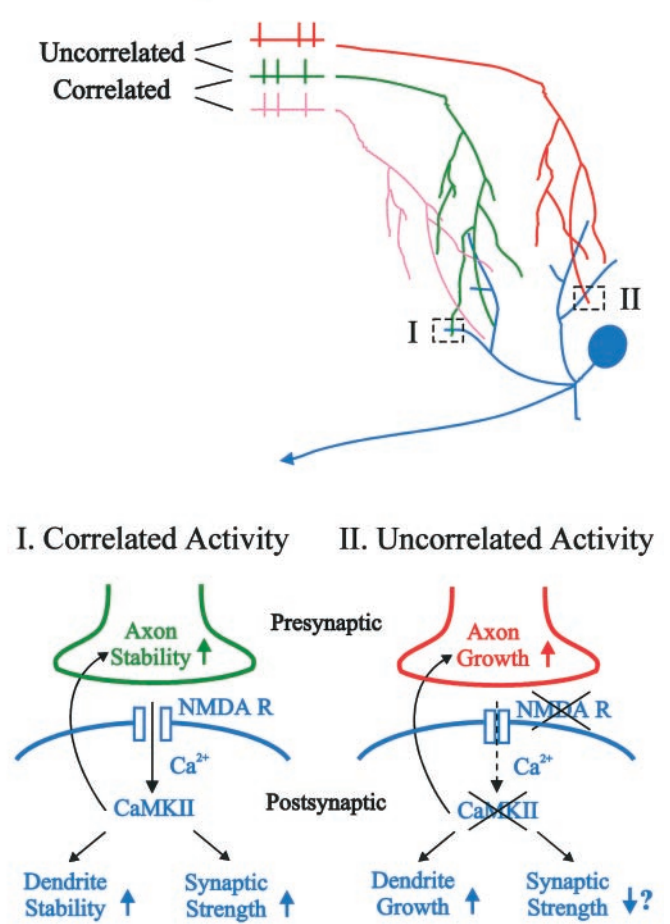 Uncorrelated
Correlated
I
II
I. Correlated Activity
II. Uncorrelated Activity
Axon
Stability
Presynaptic
Axon
Growth
NMDA R
NMDA R
Ca²⁺
Ca²⁺
CaMKII
Postsynaptic
CaMKII
Dendrite
Stability
Synaptic
Strength
Dendrite
Growth
Synaptic
Strength ?